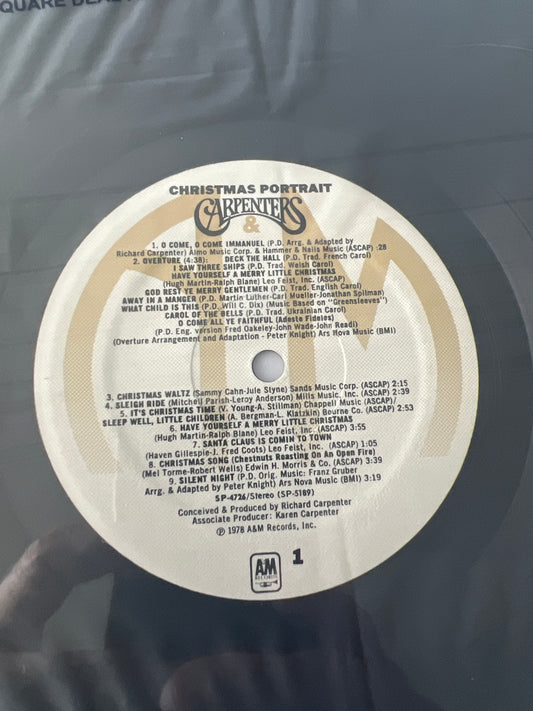 QUARE DEAL
CHRISTMAS PORTRAIT
CARPENTERS
&
1. O COME, O COME IMMANUEL (P.D. Arrg. & Adapted by
Richard Carpenter) Almo Music Corp. & Hammer & Nails Music (ASCAP) :28
2. OVERTURE (4:38): DECK THE HALL (P.D. Trad. French Carol)
I SAW THREE SHIPS (P.D. Trad. Welsh Carol)
HAVE YOURSELF A MERRY LITTLE CHRISTMAS
(Hugh Martin-Ralph Blane) Leo Feist, Inc. (ASCAP)
GOD REST YE MERRY GENTLEMEN (P.D. Trad. English Carol)
AWAY IN A MANGER (P.D. Martin Luther-Carl Mueller-Jonathan Spilman)
WHAT CHILD IS THIS (P.D., Will C. Dix) (Music Based on "Greensleeves")
CAROL OF THE BELLS (P.D. Trad. Ukrainian Carol)
O COME ALL YE FAITHFUL (Adeste Fideles)
(P.D. Eng. version Fred Oakeley-John Wade-John Readi)
(Overture Arrangement and Adaptation - Peter Knight) Ars Nova Music (BMI)
3. CHRISTMAS WALTZ (Sammy Cahn-Jule Styne) Sands Music Corp. (ASCAP) 2:15
4. SLEIGH RIDE (Mitchell Parish-Leroy Anderson) Mills Music, Inc. (ASCAP) 2:39
5. IT'S CHRISTMAS TIME (V. Young-A. Stillman) Chappell Music (ASCAP)/
SLEEP WELL, LITTLE CHILDREN (A. Bergman-L. Klatzkin) Bourne Co. (ASCAP) 2:53
6. HAVE YOURSELF A MERRY LITTLE CHRISTMAS
(Hugh Martin-Ralph Blane) Leo Feist, Inc. (ASCAP) 3:55
7. SANTA CLAUS IS COMIN TO TOWN
(Haven Gillespie-J. Fred Coots) Leo Feist, Inc. (ASCAP) 1:05
8. CHRISTMAS SONG (Chestnuts Roasting On An Open Fire)
(Mel Torme-Robert Wells) Edwin H. Morris & Co. (ASCAP) 3:39
9. SILENT NIGHT (P.D. Orig. Music: Franz Gruber
Arrg. & Adapted by Peter Knight) Ars Nova Music (BMI) 3:19
SP-4726/Stereo (SP-5189)
Conceived & Produced by Richard Carpenter
Associate Producer: Karen Carpenter
℗ 1978 A&M Records, Inc.
A&M
RECORDS
1